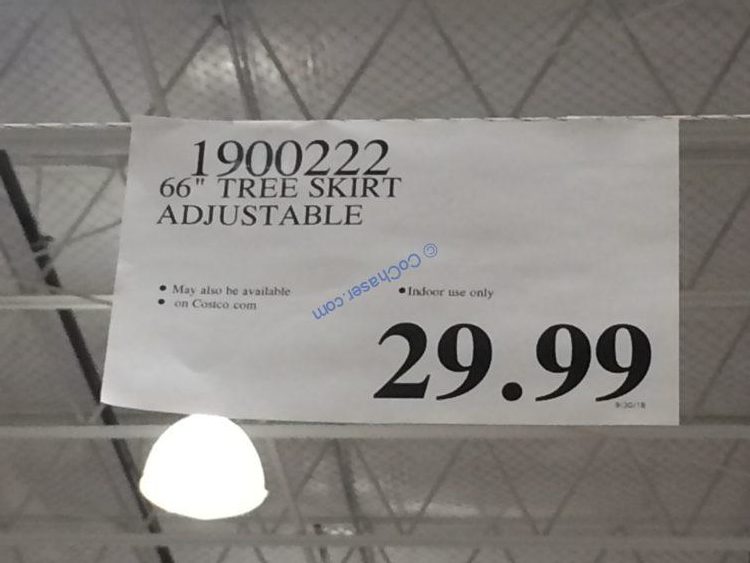 1900222
66" TREE SKIRT
ADJUSTABLE
• May also be available
• on Costco.com
• Indoor use only
© CoChaser.com
29.99
9/30/18